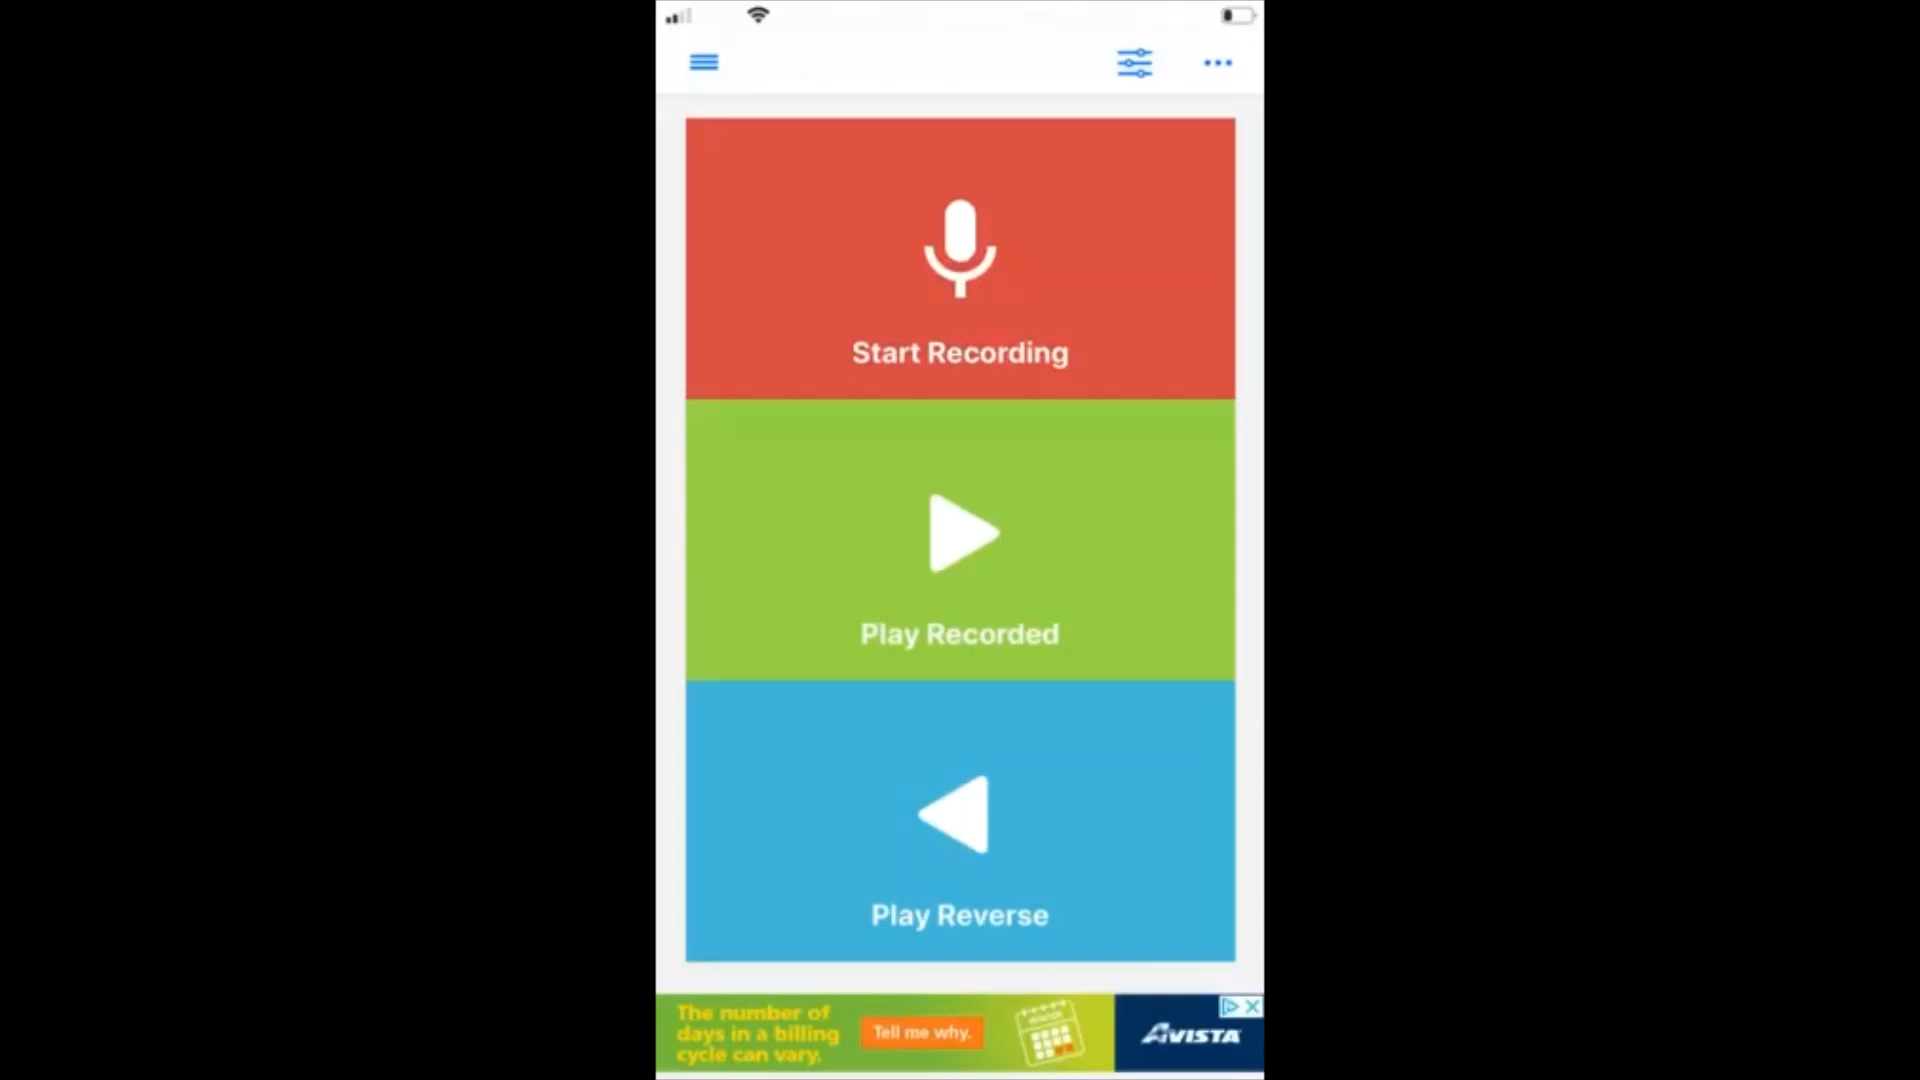 Start Recording
Play Recorded
Play Reverse
The number of
days in a billing
cycle can vary.
Tell me why.
AVISTA